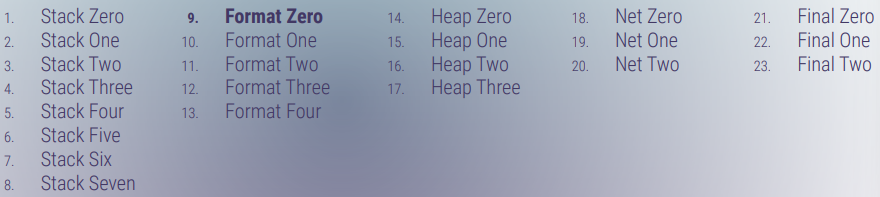 1. Stack Zero
2. Stack One
3. Stack Two
4. Stack Three
5. Stack Four
6. Stack Five
7. Stack Six
8. Stack Seven
9. Format Zero
10. Format One
11. Format Two
12. Format Three
13. Format Four
14. Heap Zero
15. Heap One
16. Heap Two
17. Heap Three
18. Net Zero
19. Net One
20. Net Two
21. Final Zero
22. Final One
23. Final Two